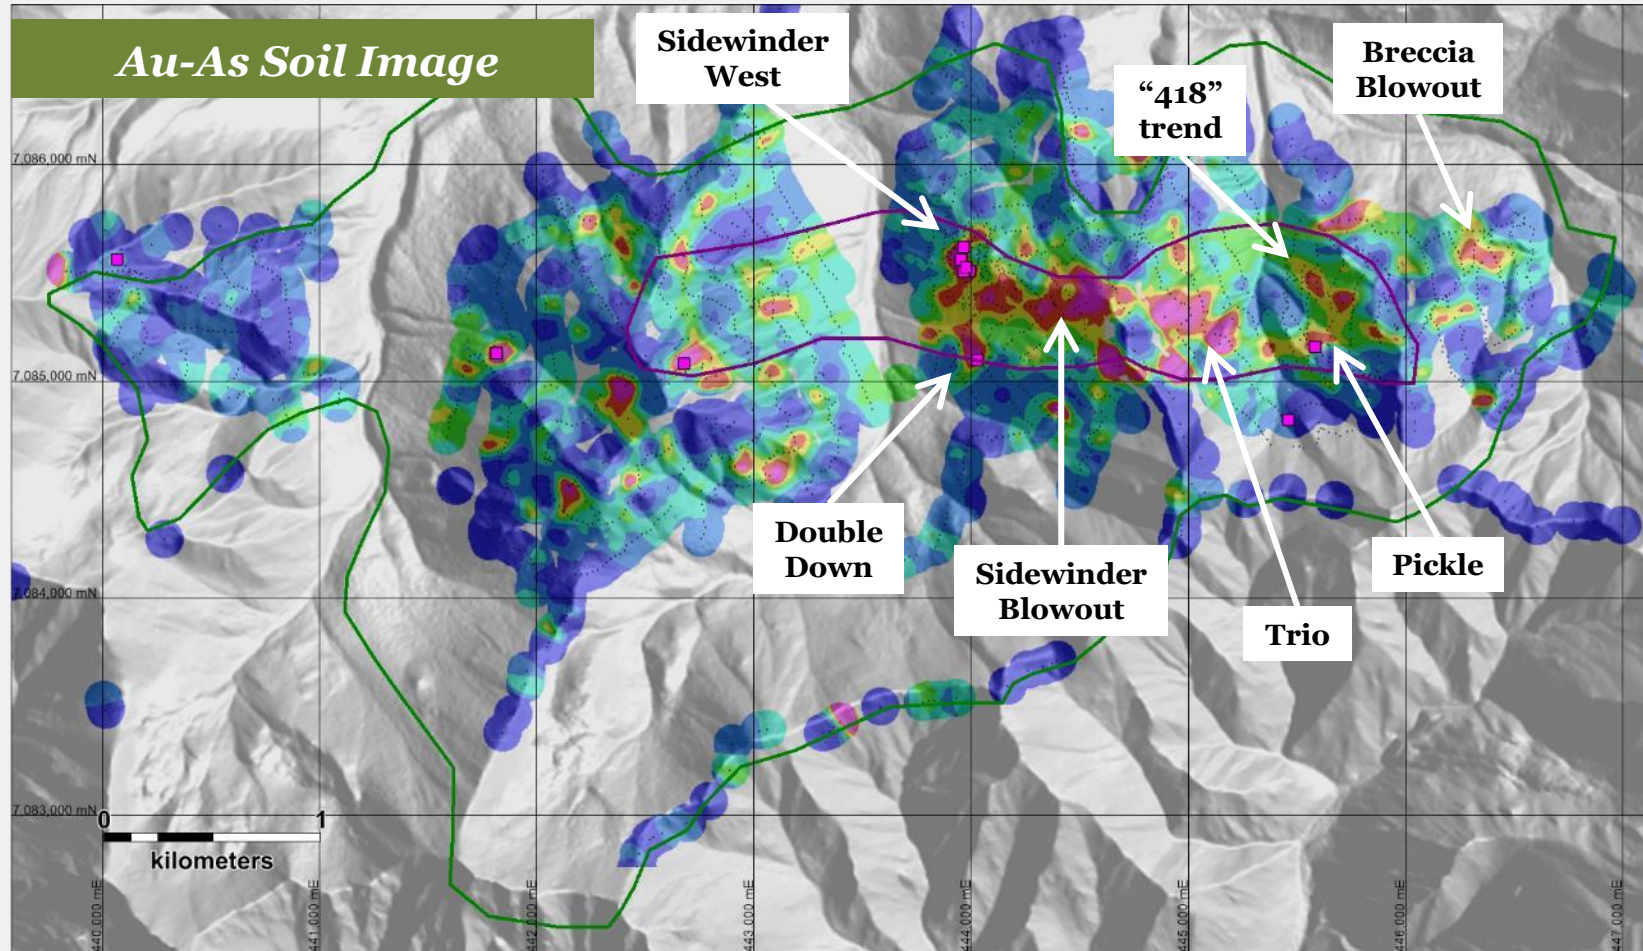 Au-As Soil Image
Sidewinder
West
“418”
trend
Breccia
Blowout
7,086,000 mN
7,085,000 mN
Double
Down
Sidewinder
Blowout
Trio
Pickle
7,084,000 mN
7,083,000 mN
0 1
kilometers
440,000 mE
441,000 mE
442,000 mE
443,000 mE
444,000 mE
445,000 mE
446,000 mE
447,000 mE